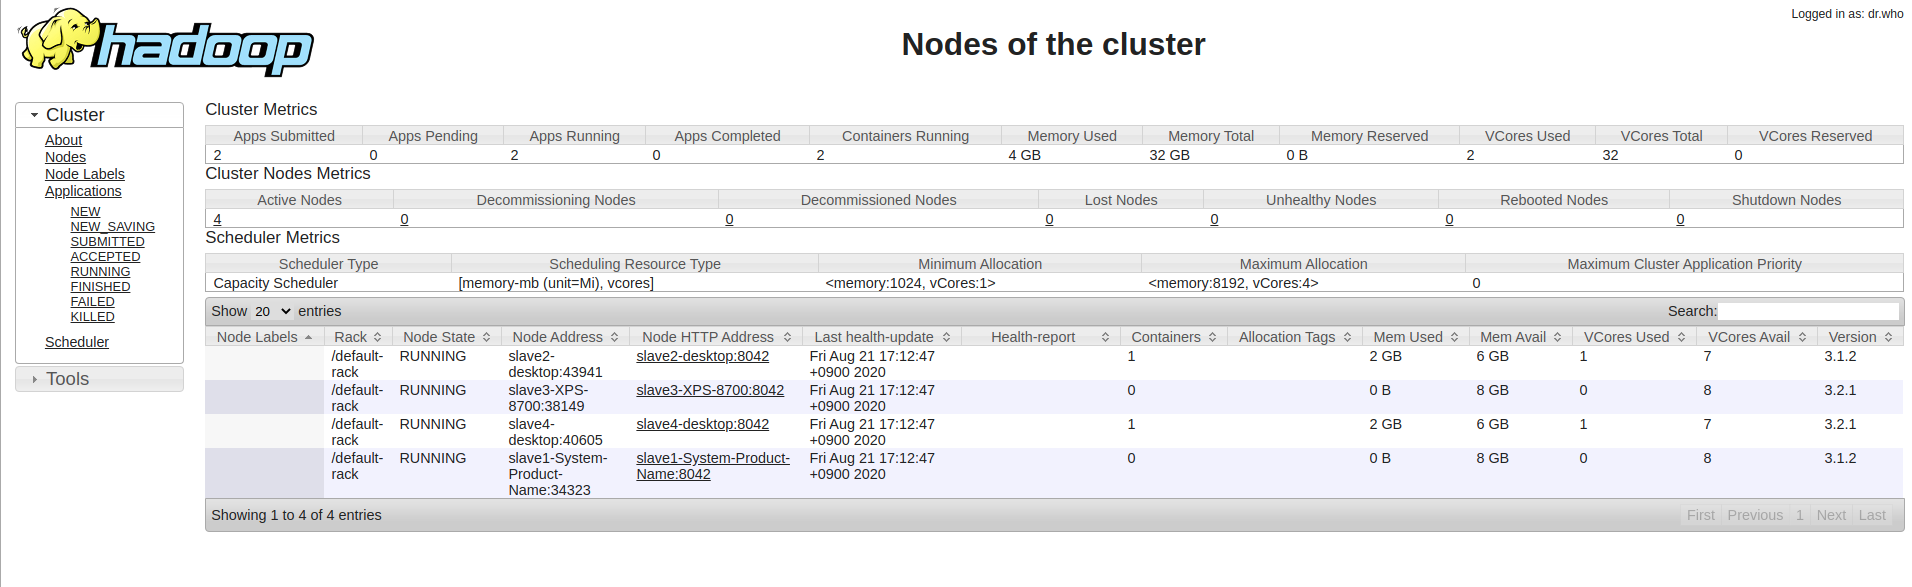 Logged in as: dr.who
hadoop
Nodes of the cluster
Cluster
About
Nodes
Node Labels
Applications
NEW
NEW_SAVING
SUBMITTED
ACCEPTED
RUNNING
FINISHED
FAILED
KILLED
Scheduler
Tools
Cluster Metrics
Apps Submitted Apps Pending Apps Running Apps Completed Containers Running Memory Used Memory Total Memory Reserved VCores Used VCores Total VCores Reserved
2 0 2 0 2 4 GB 32 GB 0 B 2 32 0
Cluster Nodes Metrics
Active Nodes Decommissioning Nodes Decommissioned Nodes Lost Nodes Unhealthy Nodes Rebooted Nodes Shutdown Nodes
4 0 0 0 0 0 0
Scheduler Metrics
Scheduler Type Scheduling Resource Type Minimum Allocation Maximum Allocation Maximum Cluster Application Priority
Capacity Scheduler [memory-mb (unit=Mi), vcores] <memory:1024, vCores:1> <memory:8192, vCores:4> 0
Show 20 entries Search:
Node Labels Rack Node State Node Address Node HTTP Address Last health-update Health-report Containers Allocation Tags Mem Used Mem Avail VCores Used VCores Avail Version
/default- RUNNING slave2- slave2-desktop:8042 Fri Aug 21 17:12:47 1 2 GB 6 GB 1 7 3.1.2
rack desktop:43941 +0900 2020
/default- RUNNING slave3-XPS- slave3-XPS-8700:8042 Fri Aug 21 17:12:47 0 0 B 8 GB 0 8 3.2.1
rack 8700:38149 +0900 2020
/default- RUNNING slave4- slave4-desktop:8042 Fri Aug 21 17:12:47 1 2 GB 6 GB 1 7 3.2.1
rack desktop:40605 +0900 2020
/default- RUNNING slave1-System- slave1-System-Product- Fri Aug 21 17:12:47 0 0 B 8 GB 0 8 3.1.2
rack Product- Name:8042 +0900 2020
Name:34323
Showing 1 to 4 of 4 entries First Previous 1 Next Last